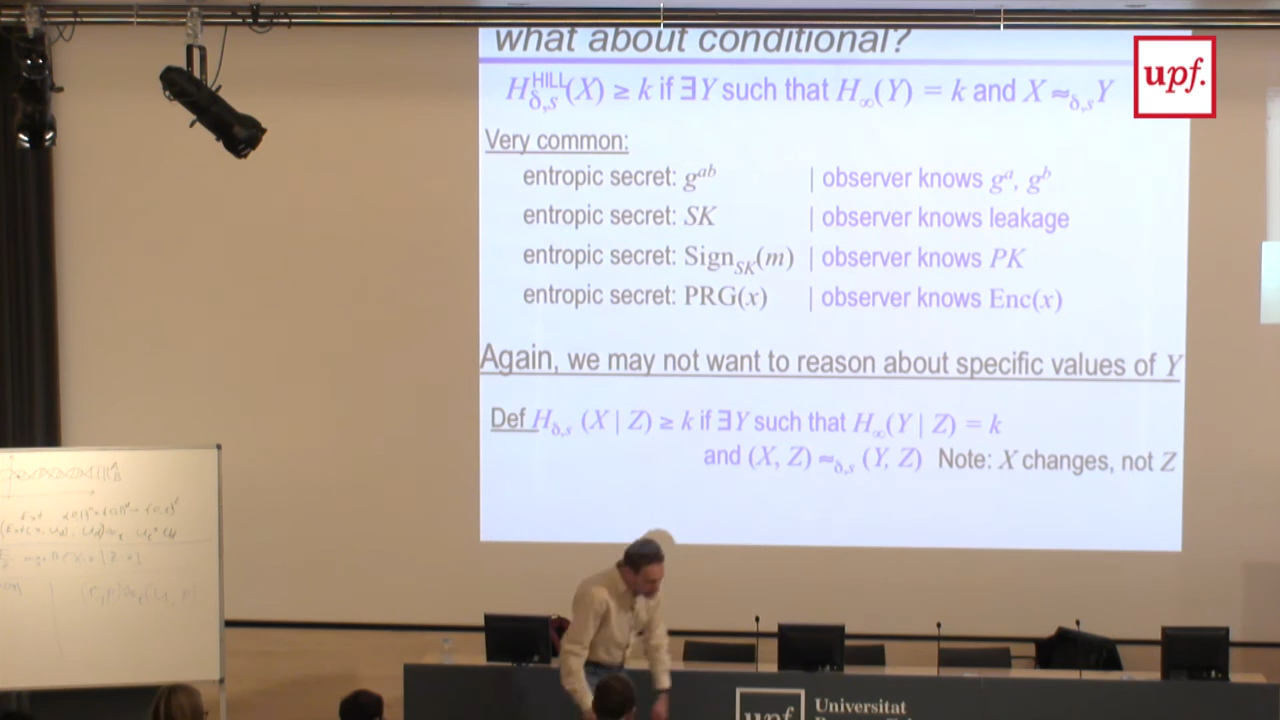 what about conditional?
H^HILL_δ,s (X) ≥ k if ∃Y such that H∞(Y) = k and X ≈δ,s Y
upf.
Very common:
entropic secret: g^ab | observer knows g^a, g^b
entropic secret: SK | observer knows leakage
entropic secret: Sign_SK(m) | observer knows PK
entropic secret: PRG(x) | observer knows Enc(x)
Again, we may not want to reason about specific values of Y
Def H_δ,s (X | Z) ≥ k if ∃Y such that H∞(Y | Z) = k
and (X, Z) ≈δ,s (Y, Z) Note: X changes, not Z
upf
Universitat